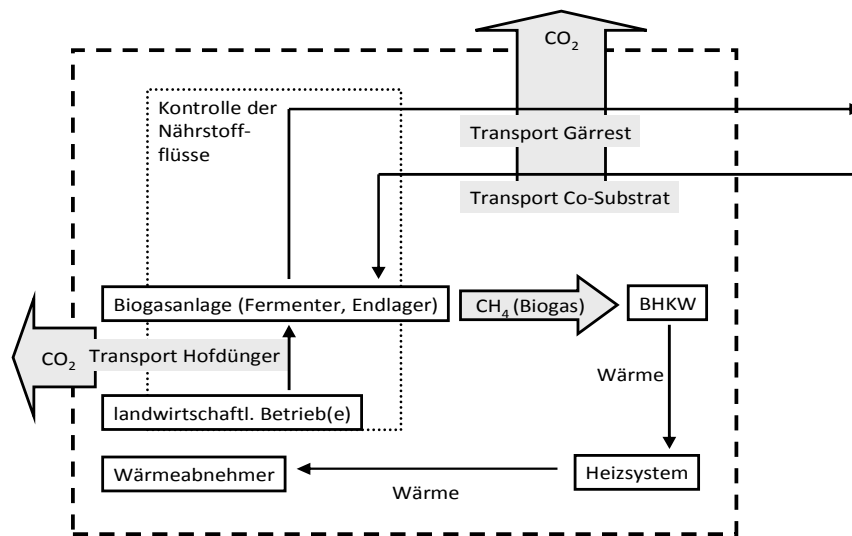 CO₂
Kontrolle der
Nährstoff-
flüsse
Transport Gärrest
Transport Co-Substrat
Biogasanlage (Fermenter, Endlager)
CH₄ (Biogas)
BHKW
CO₂
Transport Hofdünger
Wärme
landwirtschaftl. Betrieb(e)
Wärmeabnehmer
Wärme
Heizsystem